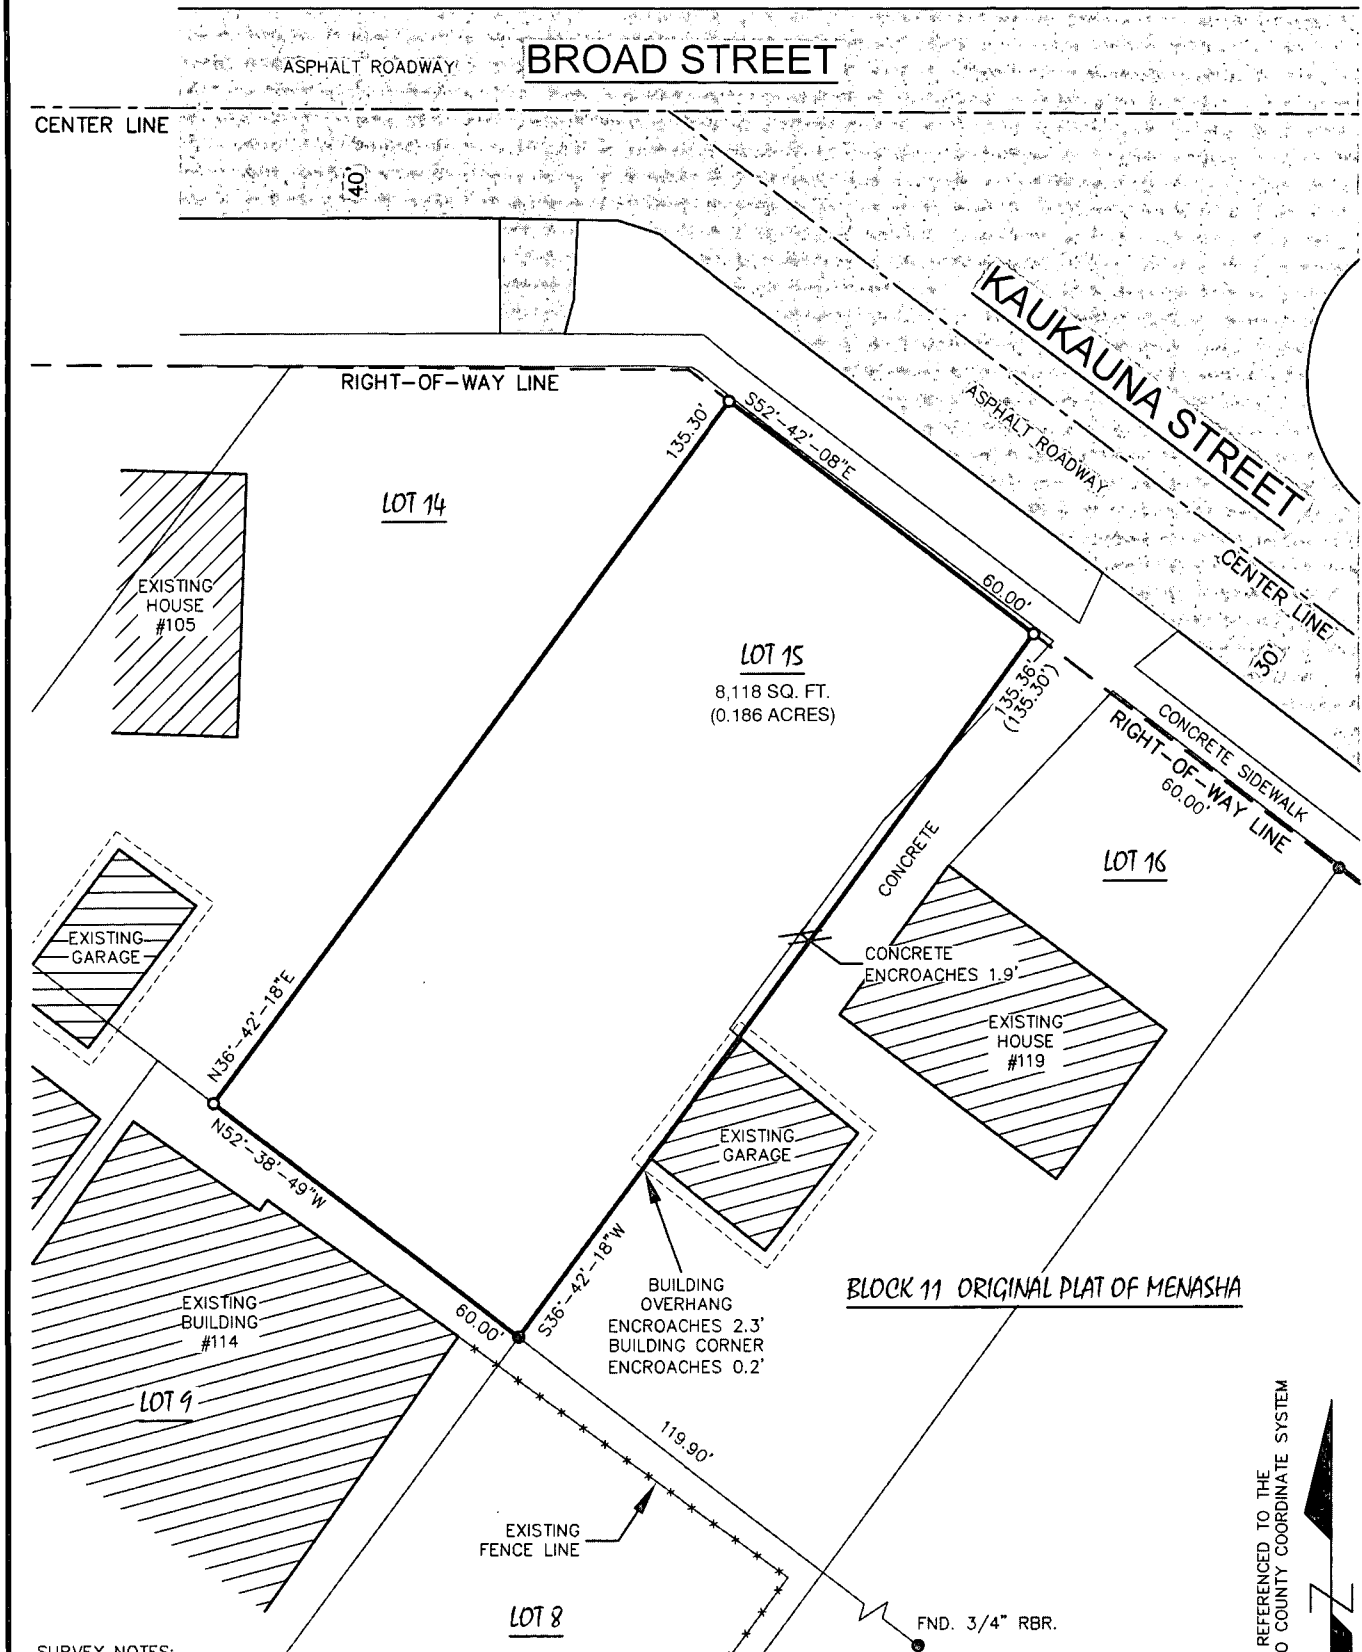 BROAD STREET
ASPHALT ROADWAY
CENTER LINE
40'
KAUKAUNA STREET
ASPHALT ROADWAY
CENTER LINE
30'
RIGHT-OF-WAY LINE
135.30'
S52°-42'-08"E
60.00'
LOT 14
EXISTING
HOUSE
#105
LOT 15
8,118 SQ. FT.
(0.186 ACRES)
135.36'
(135.30')
CONCRETE SIDEWALK
RIGHT-OF-WAY LINE
60.00'
LOT 16
CONCRETE
EXISTING
GARAGE
CONCRETE
ENCROACHES 1.9'
EXISTING
HOUSE
#119
N36°-42'-18"E
N52°-38'-49"W
EXISTING
GARAGE
S36°-42'-18"W
60.00'
BUILDING
OVERHANG
ENCROACHES 2.3'
BUILDING CORNER
ENCROACHES 0.2'
BLOCK 11 ORIGINAL PLAT OF MENASHA
EXISTING
BUILDING
#114
LOT 9
119.90'
EXISTING
FENCE LINE
LOT 8
FND. 3/4" RBR.
REFERENCED TO THE
O COUNTY COORDINATE SYSTEM
N
SURVEY NOTES: